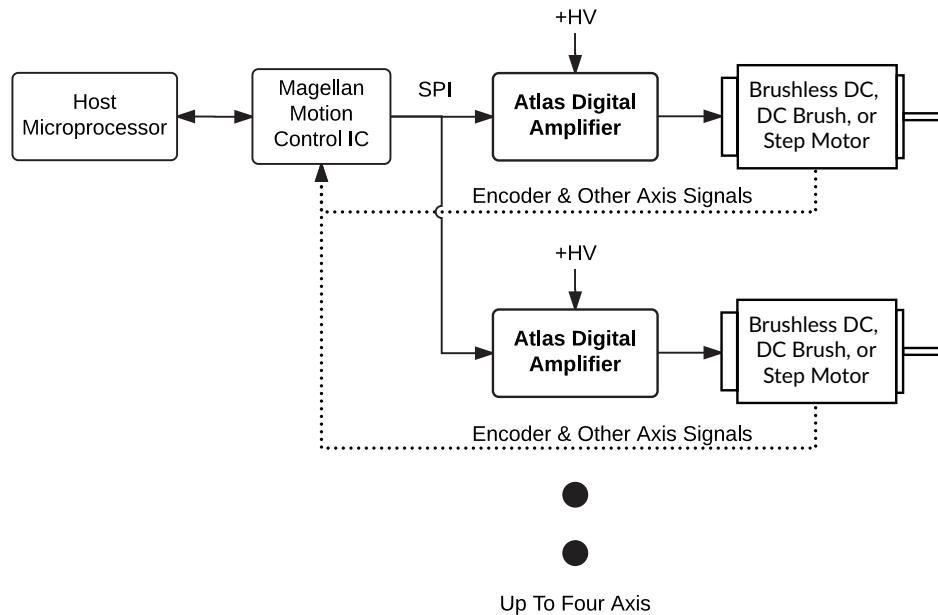 +HV
Host
Microprocessor
Magellan
Motion
Control IC
SPI
Atlas Digital
Amplifier
Brushless DC,
DC Brush, or
Step Motor
Encoder & Other Axis Signals
+HV
Atlas Digital
Amplifier
Brushless DC,
DC Brush, or
Step Motor
Encoder & Other Axis Signals
Up To Four Axis